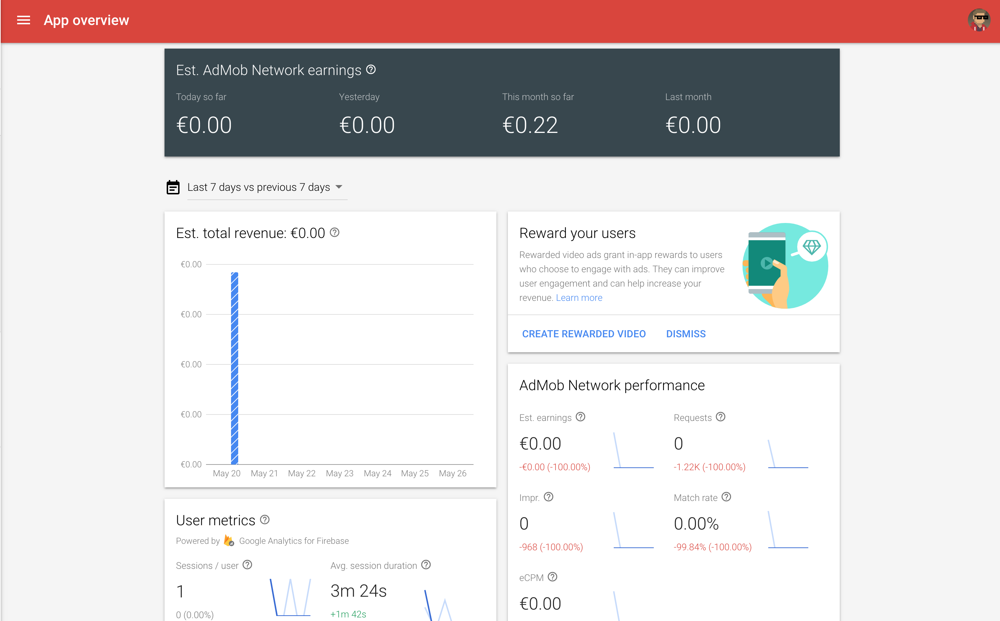 App overview
Est. AdMob Network earnings
Today so far
Yesterday
This month so far
Last month
€0.00
€0.00
€0.22
€0.00
Last 7 days vs previous 7 days
Est. total revenue: €0.00
€0.00
€0.00
€0.00
€0.00
€0.00
May 20 May 21 May 22 May 23 May 24 May 25 May 26
Reward your users
Rewarded video ads grant in-app rewards to users
who choose to engage with ads. They can improve
user engagement and can help increase your
revenue. Learn more
CREATE REWARDED VIDEO
DISMISS
User metrics
Powered by Google Analytics for Firebase
Sessions / user
1
0 (0.00%)
Avg. session duration
3m 24s
+1m 42s
AdMob Network performance
Est. earnings
€0.00
-€0.00 (-100.00%)
Requests
0
-1.22K (-100.00%)
Impr.
0
-968 (-100.00%)
Match rate
0.00%
-99.84% (-100.00%)
eCPM
€0.00